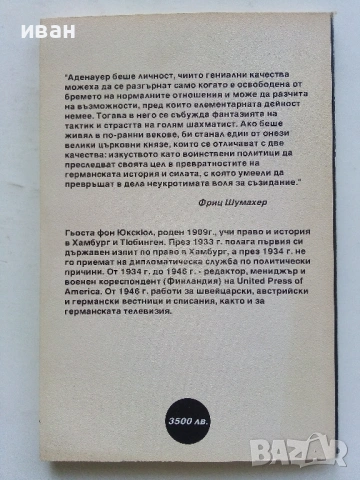 иван
"Аденауер беше личност, чиито гениални качества
можеха да се разгърнат само когато е освободена от
бремето на нормалните отношения и може да разчита
на възможности, пред които елементарната дейност
немее. Тогава в него се събужда фантазията на
тактик и страстта на голям шахматист. Ако беше
живял в по-ранни векове, би станал един от онези
велики църковни князе, които се отличават с две
качества: изкуството като воинствени политици да
преследват своята цел в превратностите на
германската история и силата, с която умеели да
превръщат в дела неукротимата воля за съзидание."
Фриц Шумахер
Гьоста фон Юкскюл, роден 1909г., учи право и история
в Хамбург и Тюбинген. През 1933 г. полага първия си
държавен изпит по право в Хамбург, а през 1934 г. не
го приемат на дипломатическа служба по политически
причини. От 1934 г. до 1946 г. - редактор, мениджър и
военен кореспондент (Финландия) на United Press of
America. От 1946 г. работи за швейцарски, австрийски
и германски вестници и списания, както и за
германската телевизия.
3500 лв.
BAZAR